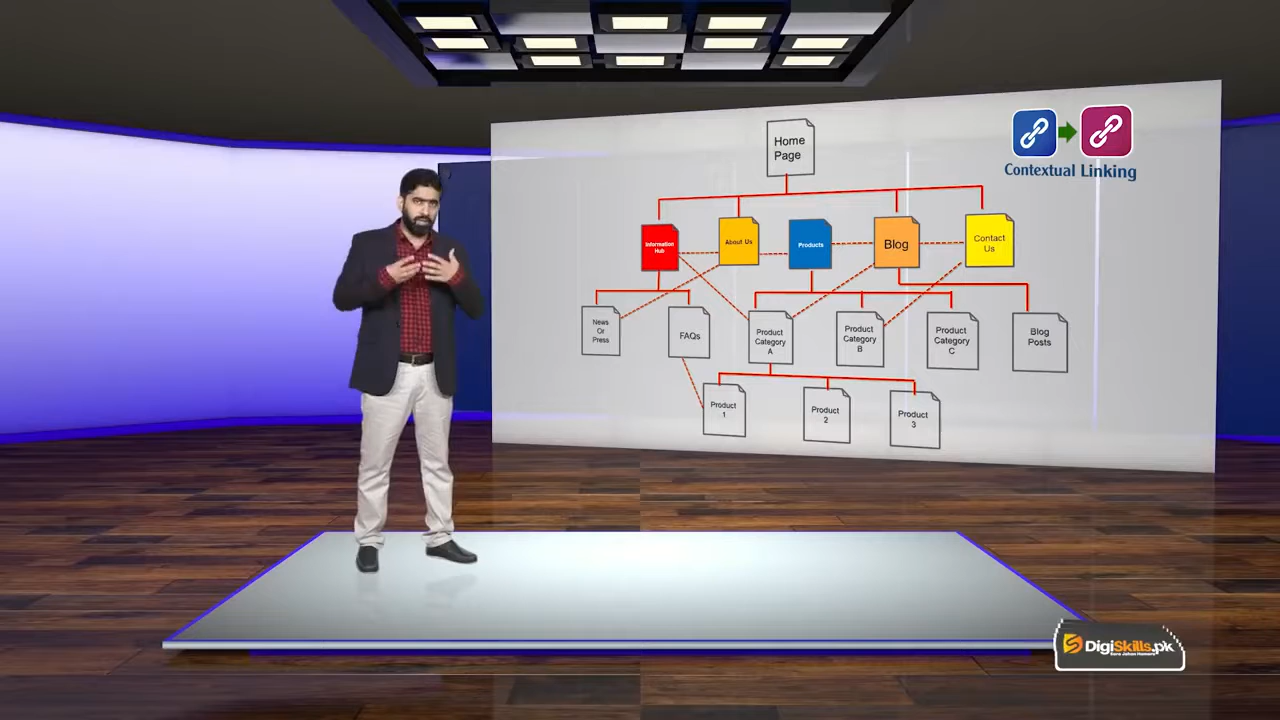 Home
Page
Contextual Linking
Information
Hub
About Us
Products
Blog
Contact
Us
News
Or
Press
FAQs
Product
Category
A
Product
Category
B
Product
Category
C
Blog
Posts
Product
1
Product
2
Product
3
DigiSkills.pk